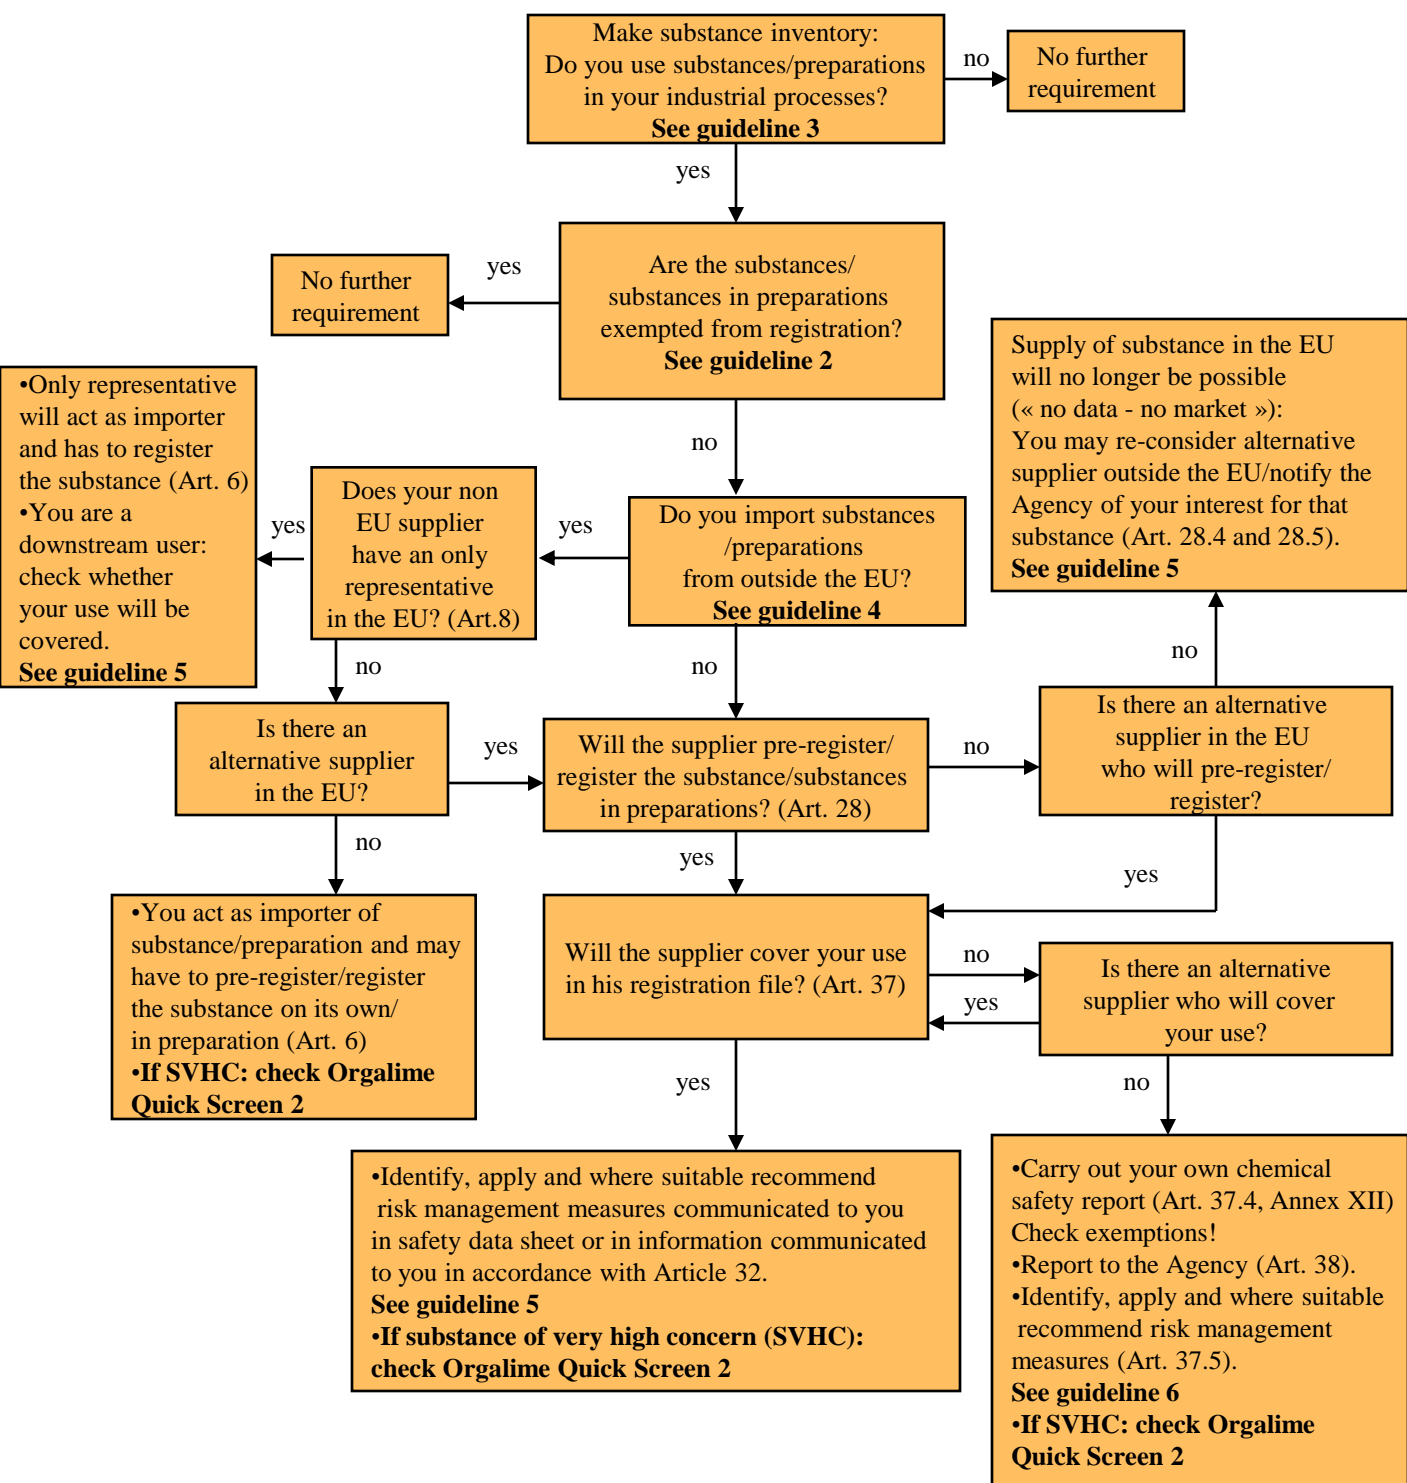 Make substance inventory:
Do you use substances/preparations
in your industrial processes?
See guideline 3
no
No further
requirement
yes
Are the substances/
substances in preparations
exempted from registration?
See guideline 2
yes
No further
requirement
no
Do you import substances
/preparations
from outside the EU?
See guideline 4
yes
Does your non
EU supplier
have an only
representative
in the EU? (Art.8)
yes
•Only representative
will act as importer
and has to register
the substance (Art. 6)
•You are a
downstream user:
check whether
your use will be
covered.
See guideline 5
no
Is there an
alternative supplier
in the EU?
yes
no
•You act as importer of
substance/preparation and may
have to pre-register/register
the substance on its own/
in preparation (Art. 6)
•If SVHC: check Orgalime
Quick Screen 2
no
Will the supplier pre-register/
register the substance/substances
in preparations? (Art. 28)
no
Is there an alternative
supplier in the EU
who will pre-register/
register?
no
Supply of substance in the EU
will no longer be possible
(« no data - no market »):
You may re-consider alternative
supplier outside the EU/notify the
Agency of your interest for that
substance (Art. 28.4 and 28.5).
See guideline 5
yes
yes
Will the supplier cover your use
in his registration file? (Art. 37)
no
yes
Is there an alternative
supplier who will cover
your use?
yes
no
•Identify, apply and where suitable recommend
risk management measures communicated to you
in safety data sheet or in information communicated
to you in accordance with Article 32.
See guideline 5
•If substance of very high concern (SVHC):
check Orgalime Quick Screen 2
•Carry out your own chemical
safety report (Art. 37.4, Annex XII)
Check exemptions!
•Report to the Agency (Art. 38).
•Identify, apply and where suitable
recommend risk management
measures (Art. 37.5).
See guideline 6
•If SVHC: check Orgalime
Quick Screen 2